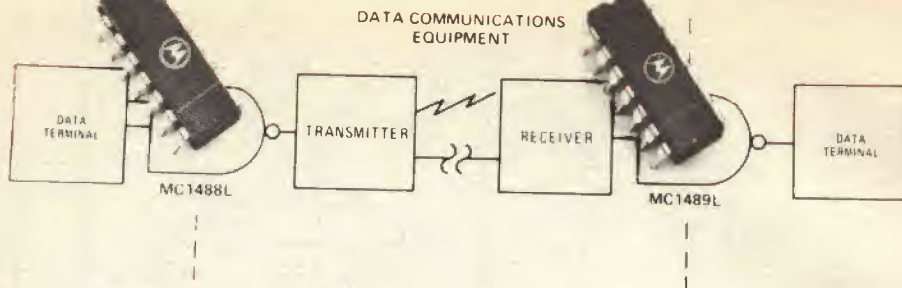 DATA COMMUNICATIONS
EQUIPMENT
DATA
TERMINAL
TRANSMITTER
RECEIVER
DATA
TERMINAL
MC1488L
MC1489L